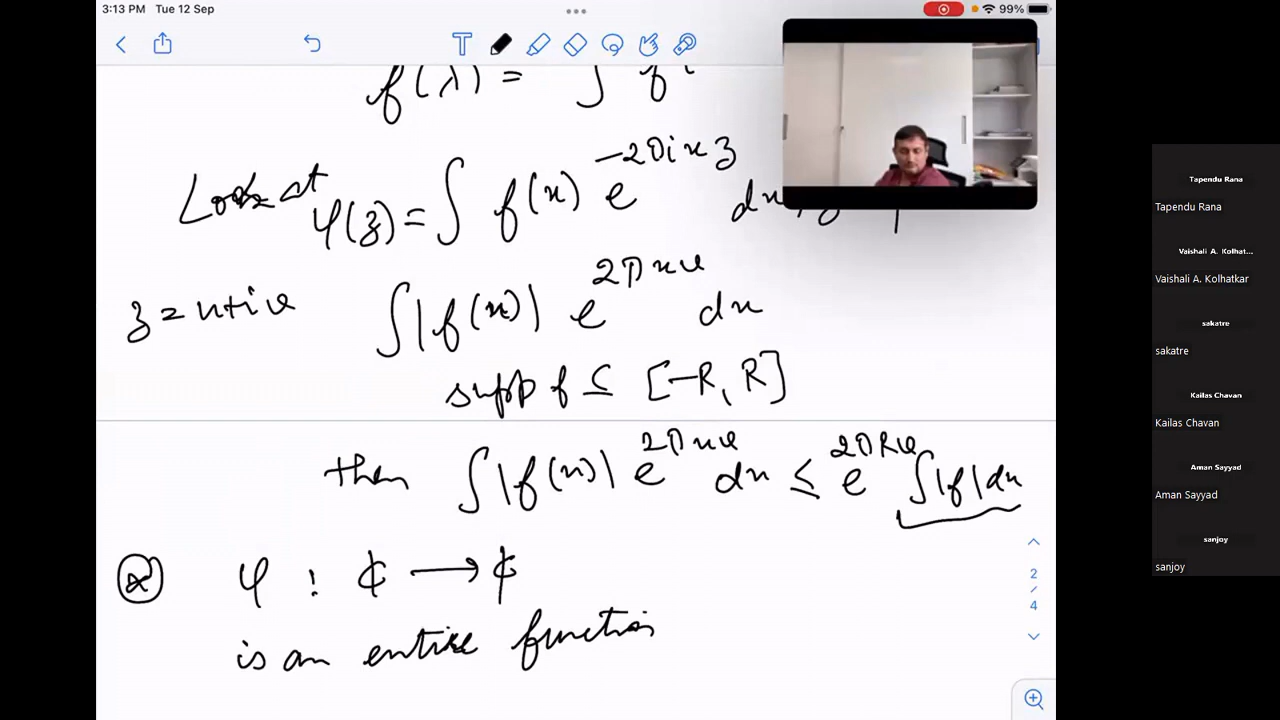 3:13 PM Tue 12 Sep
99%
f(λ) = ∫ f
Look at φ(z) = ∫ f(x) e^{-2πixz} dx, z
z = u+iv ∫|f(x)| e^{2πxv} dx
supp f ⊆ [-R, R]
then ∫|f(x)| e^{2πxv} dx ≤ e^{2πRv} ∫|f|dx
φ : ℂ ⟶ ℂ
is an entire function
2
/
4
Tapendu Rana
Tapendu Rana
Vaishali A. Kolhat...
Vaishali A. Kolhatkar
sakatre
sakatre
Kailas Chavan
Kailas Chavan
Aman Sayyad
Aman Sayyad
sanjoy
sanjoy